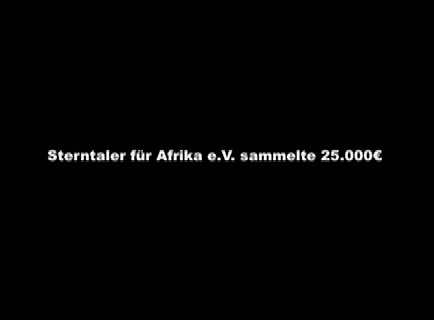 Sterntaler für Afrika e.V. sammelte 25.000€